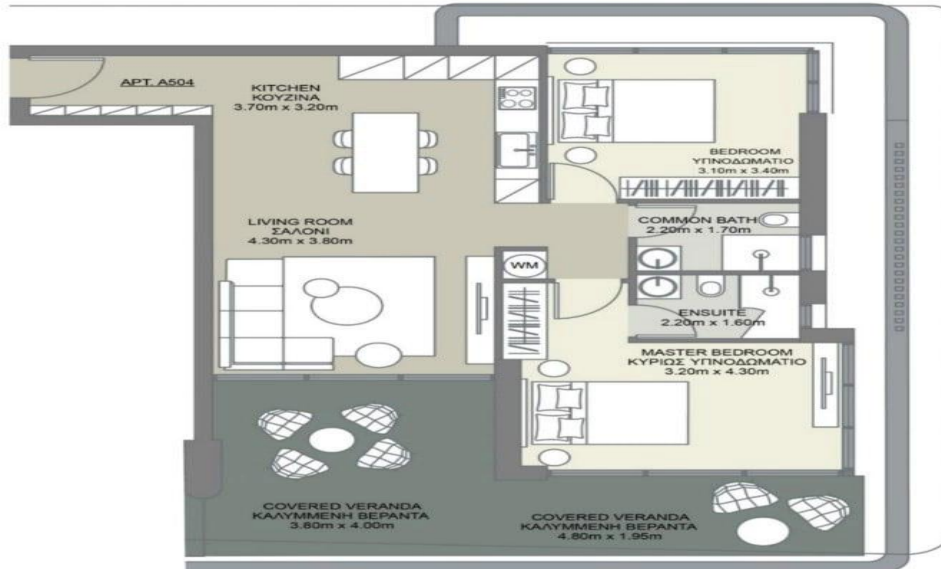 APT. A504
KITCHEN
ΚΟΥΖΙΝΑ
3.70m x 3.20m
BEDROOM
ΥΠΝΟΔΩΜΑΤΙΟ
3.10m x 3.40m
LIVING ROOM
ΣΑΛΟΝΙ
4.30m x 3.80m
COMMON BATH
2.20m x 1.70m
WM
ENSUITE
2.20m x 1.60m
MASTER BEDROOM
ΚΥΡΙΩΣ ΥΠΝΟΔΩΜΑΤΙΟ
3.20m x 4.30m
COVERED VERANDA
ΚΑΛΥΜΜΕΝΗ ΒΕΡΑΝΤΑ
3.80m x 4.00m
COVERED VERANDA
ΚΑΛΥΜΜΕΝΗ ΒΕΡΑΝΤΑ
4.80m x 1.95m